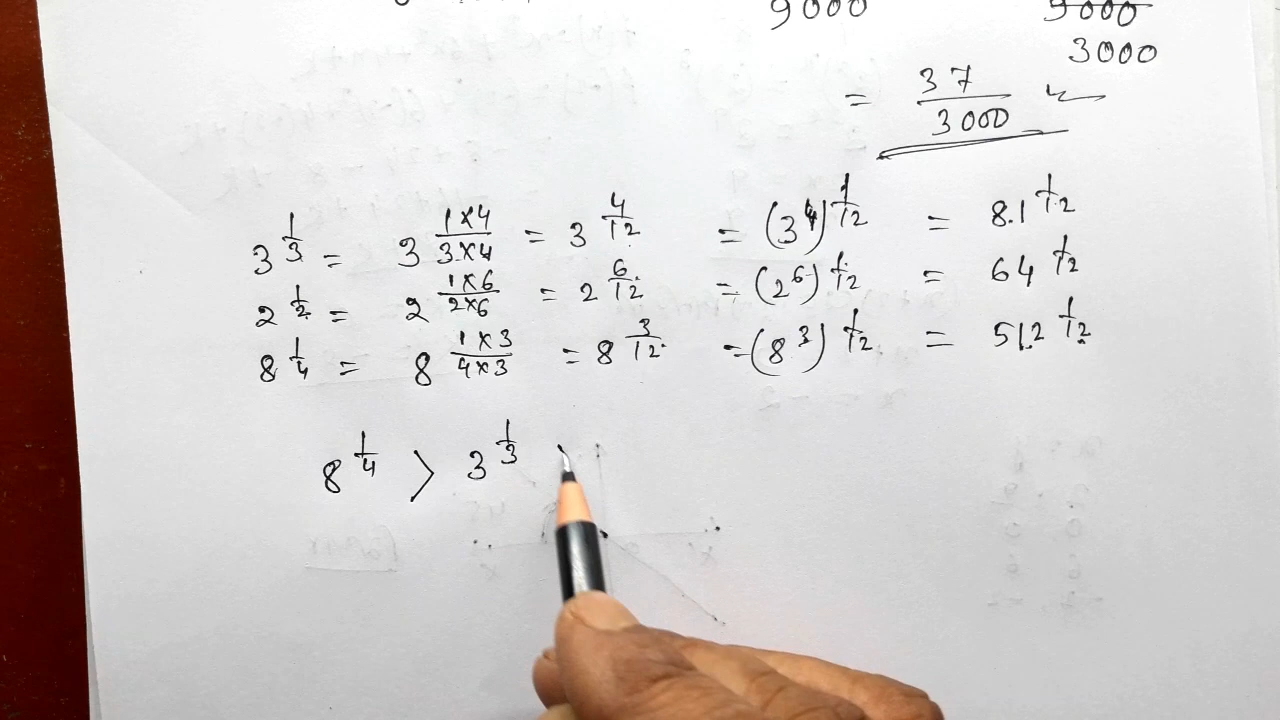 9000 9000
3000
= 37/3000
3^(1/3) = 3^((1×4)/(3×4)) = 3^(4/12) = (3^4)^(1/12) = 8.1^(1/12)
2^(1/2) = 2^((1×6)/(2×6)) = 2^(6/12) = (2^6)^(1/12) = 64^(1/12)
8^(1/4) = 8^((1×3)/(4×3)) = 8^(3/12) = (8^3)^(1/12) = 512^(1/12)
8^(1/4) > 3^(1/3)